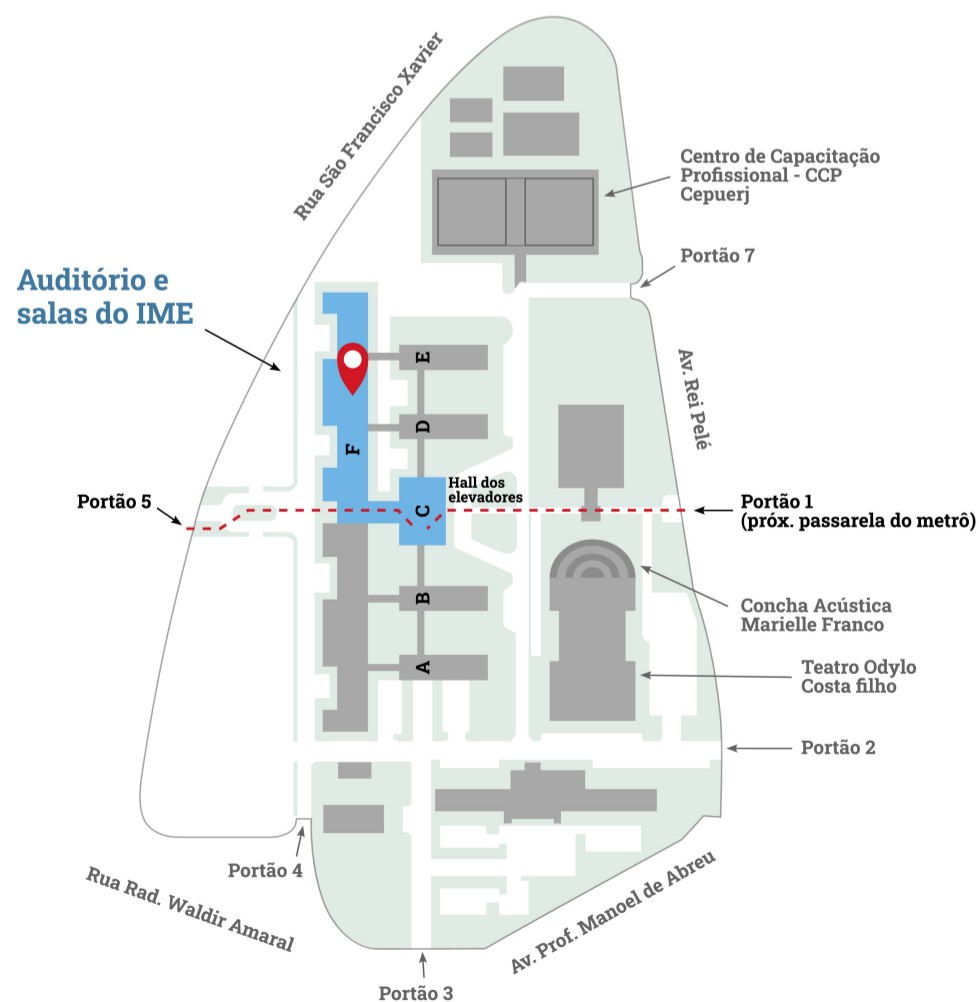 Rua São Francisco Xavier
Centro de Capacitação
Profissional - CCP
Cepuerj
Portão 7
Auditório e
salas do IME
Av. Rei Pelé
E
D
F
C
Hall dos
elevadores
Portão 5
Portão 1
(próx. passarela do metrô)
B
A
Concha Acústica
Marielle Franco
Teatro Odylo
Costa filho
Portão 2
Portão 4
Rua Rad. Waldir Amaral
Av. Prof. Manoel de Abreu
Portão 3